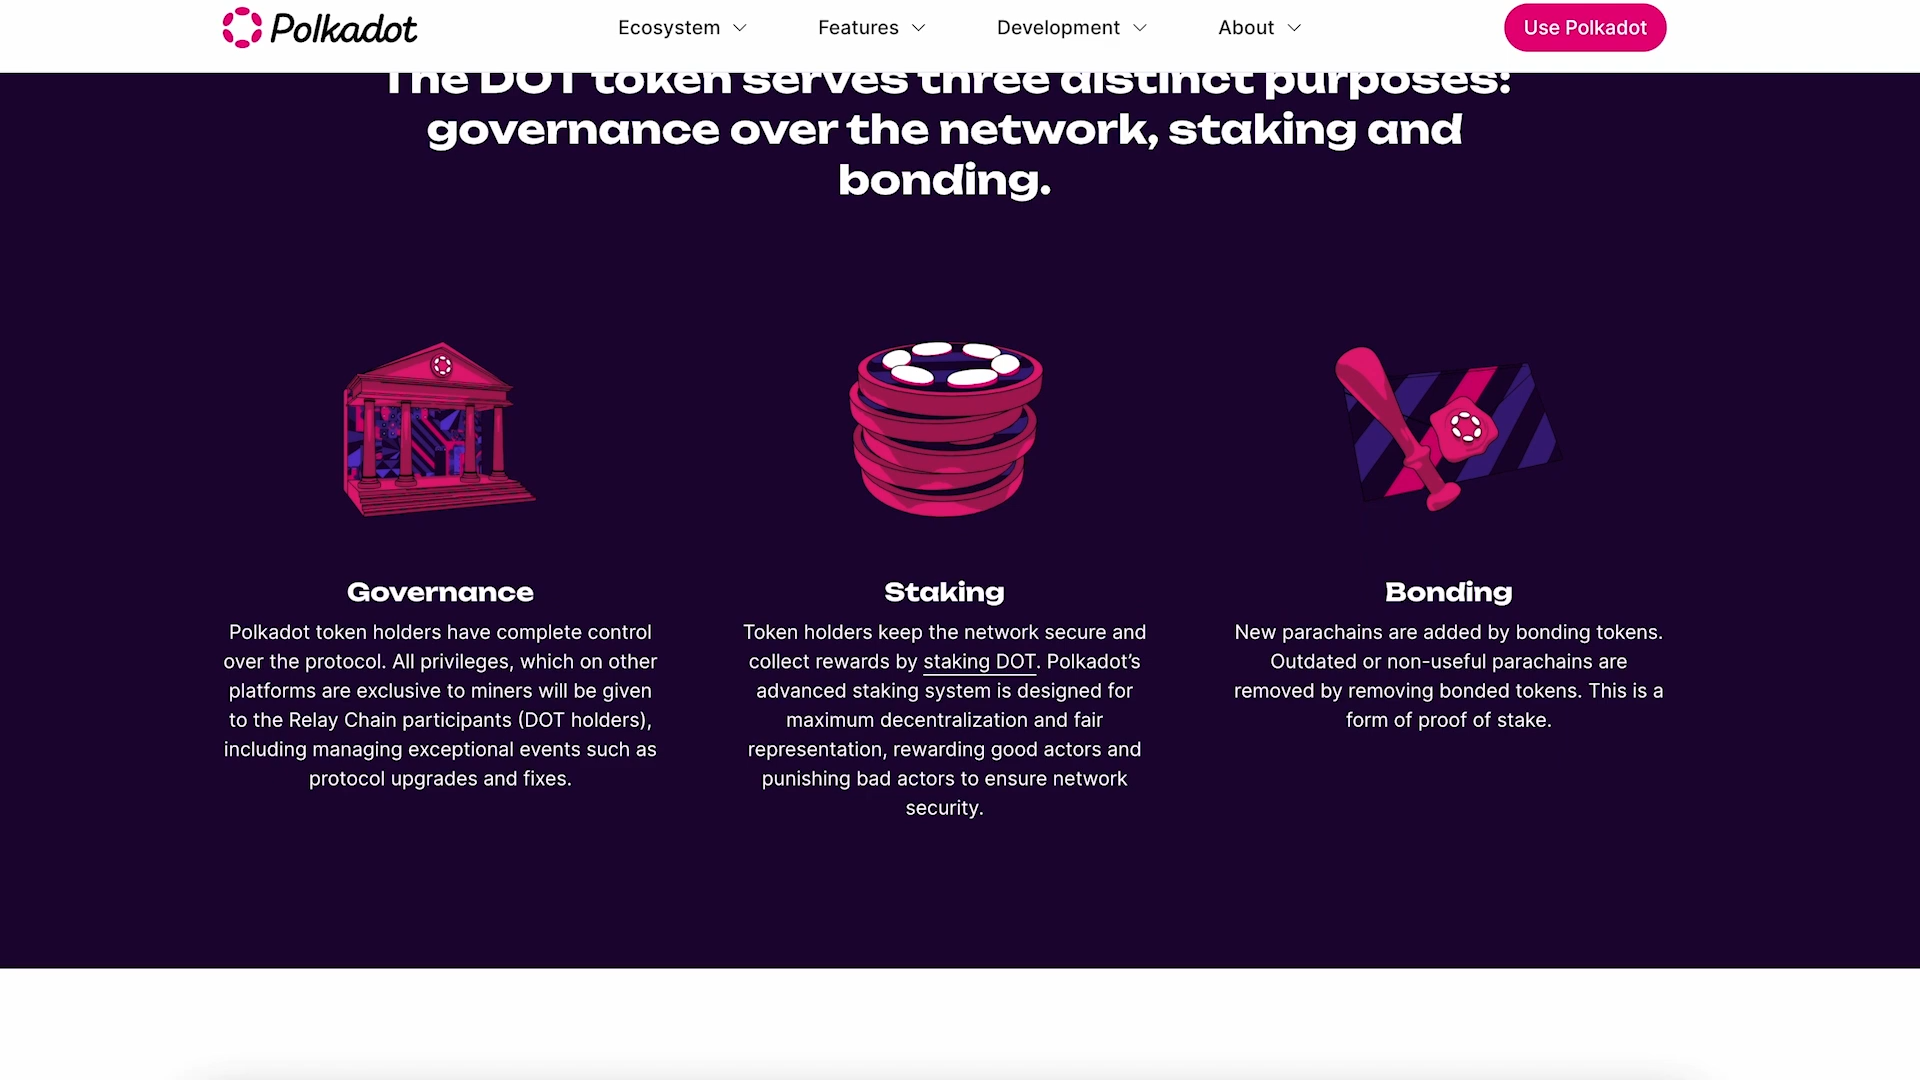 Polkadot
Ecosystem
Features
Development
About
Use Polkadot
The DOT token serves three distinct purposes:
governance over the network, staking and
bonding.
Governance
Polkadot token holders have complete control
over the protocol. All privileges, which on other
platforms are exclusive to miners will be given
to the Relay Chain participants (DOT holders),
including managing exceptional events such as
protocol upgrades and fixes.
Staking
Token holders keep the network secure and
collect rewards by staking DOT. Polkadot’s
advanced staking system is designed for
maximum decentralization and fair
representation, rewarding good actors and
punishing bad actors to ensure network
security.
Bonding
New parachains are added by bonding tokens.
Outdated or non-useful parachains are
removed by removing bonded tokens. This is a
form of proof of stake.